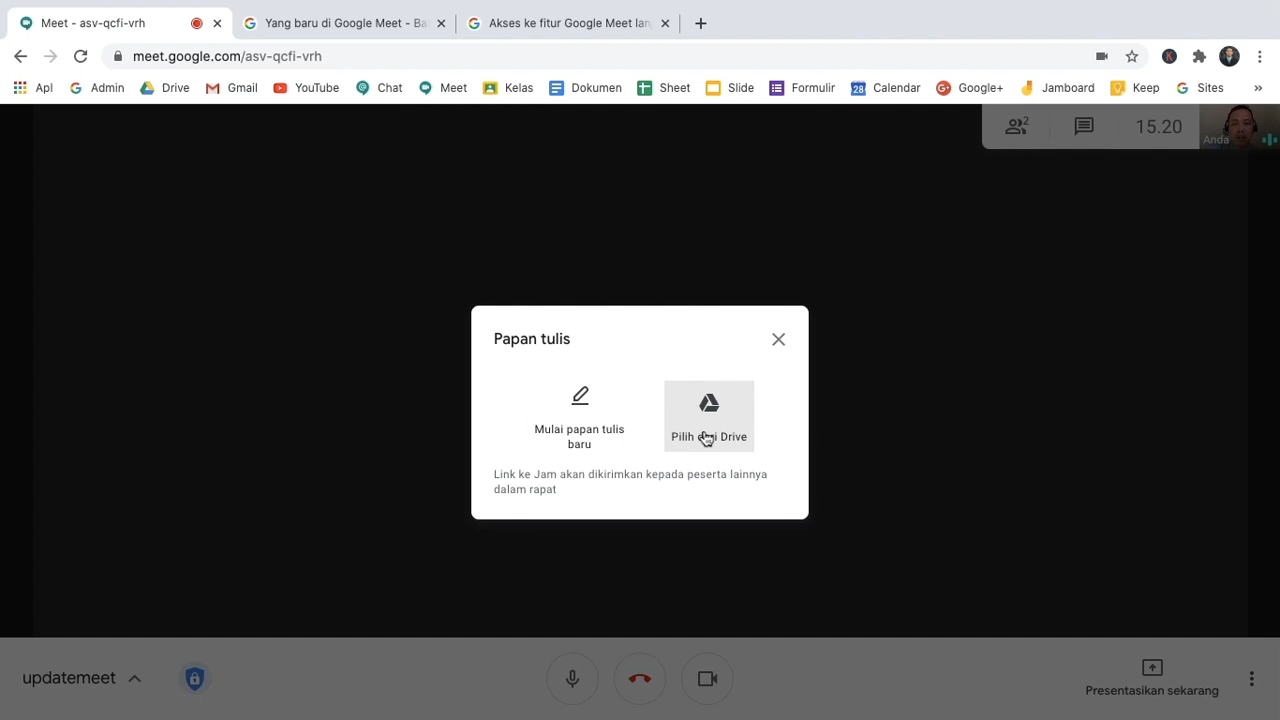 Meet - asv-qcfi-vrh
Yang baru di Google Meet - Ba
Akses ke fitur Google Meet lan
meet.google.com/asv-qcfi-vrh
Apl Admin Drive Gmail YouTube Chat Meet Kelas Dokumen Sheet Slide Formulir 28 Calendar Google+ Jamboard Keep Sites »
2 15.20
Anda
Papan tulis
Mulai papan tulis
baru
Pilih dari Drive
Link ke Jam akan dikirimkan kepada peserta lainnya
dalam rapat
updatemeet
Presentasikan sekarang